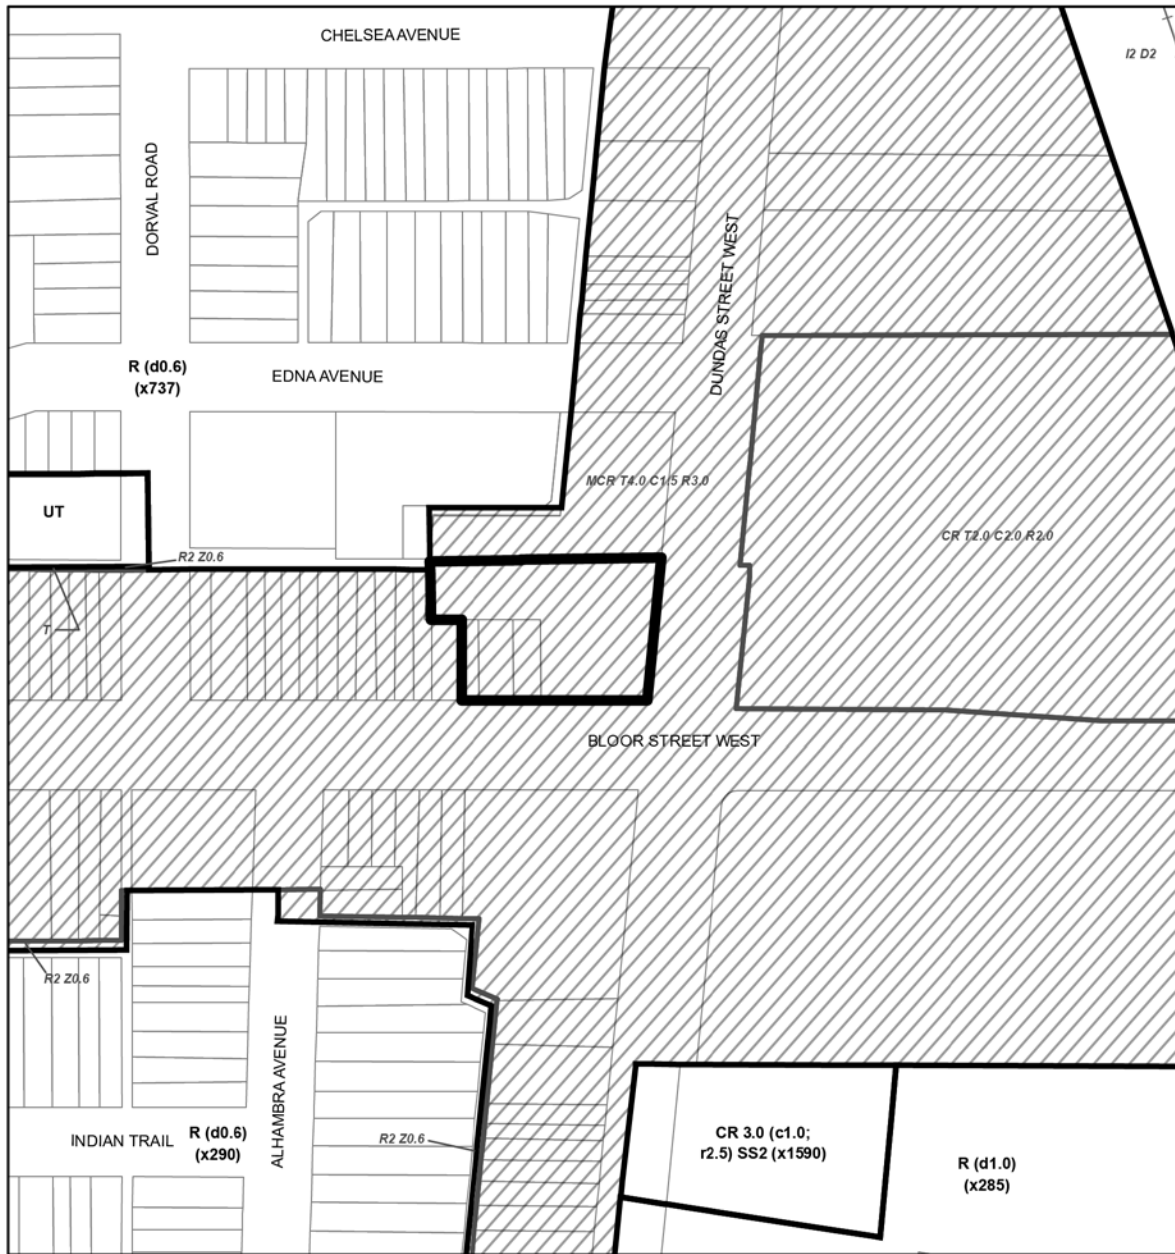 CHELSEA AVENUE
I2 D2
DORVAL ROAD
DUNDAS STREET WEST
R (d0.6)
(x737)
EDNA AVENUE
MCR T4.0 C1.5 R3.0
UT
CR T2.0 C2.0 R2.0
R2 Z0.6
T
BLOOR STREET WEST
R2 Z0.6
ALHAMBRA AVENUE
INDIAN TRAIL
R (d0.6)
(x290)
R2 Z0.6
CR 3.0 (c1.0;
r2.5) SS2 (x1590)
R (d1.0)
(x285)